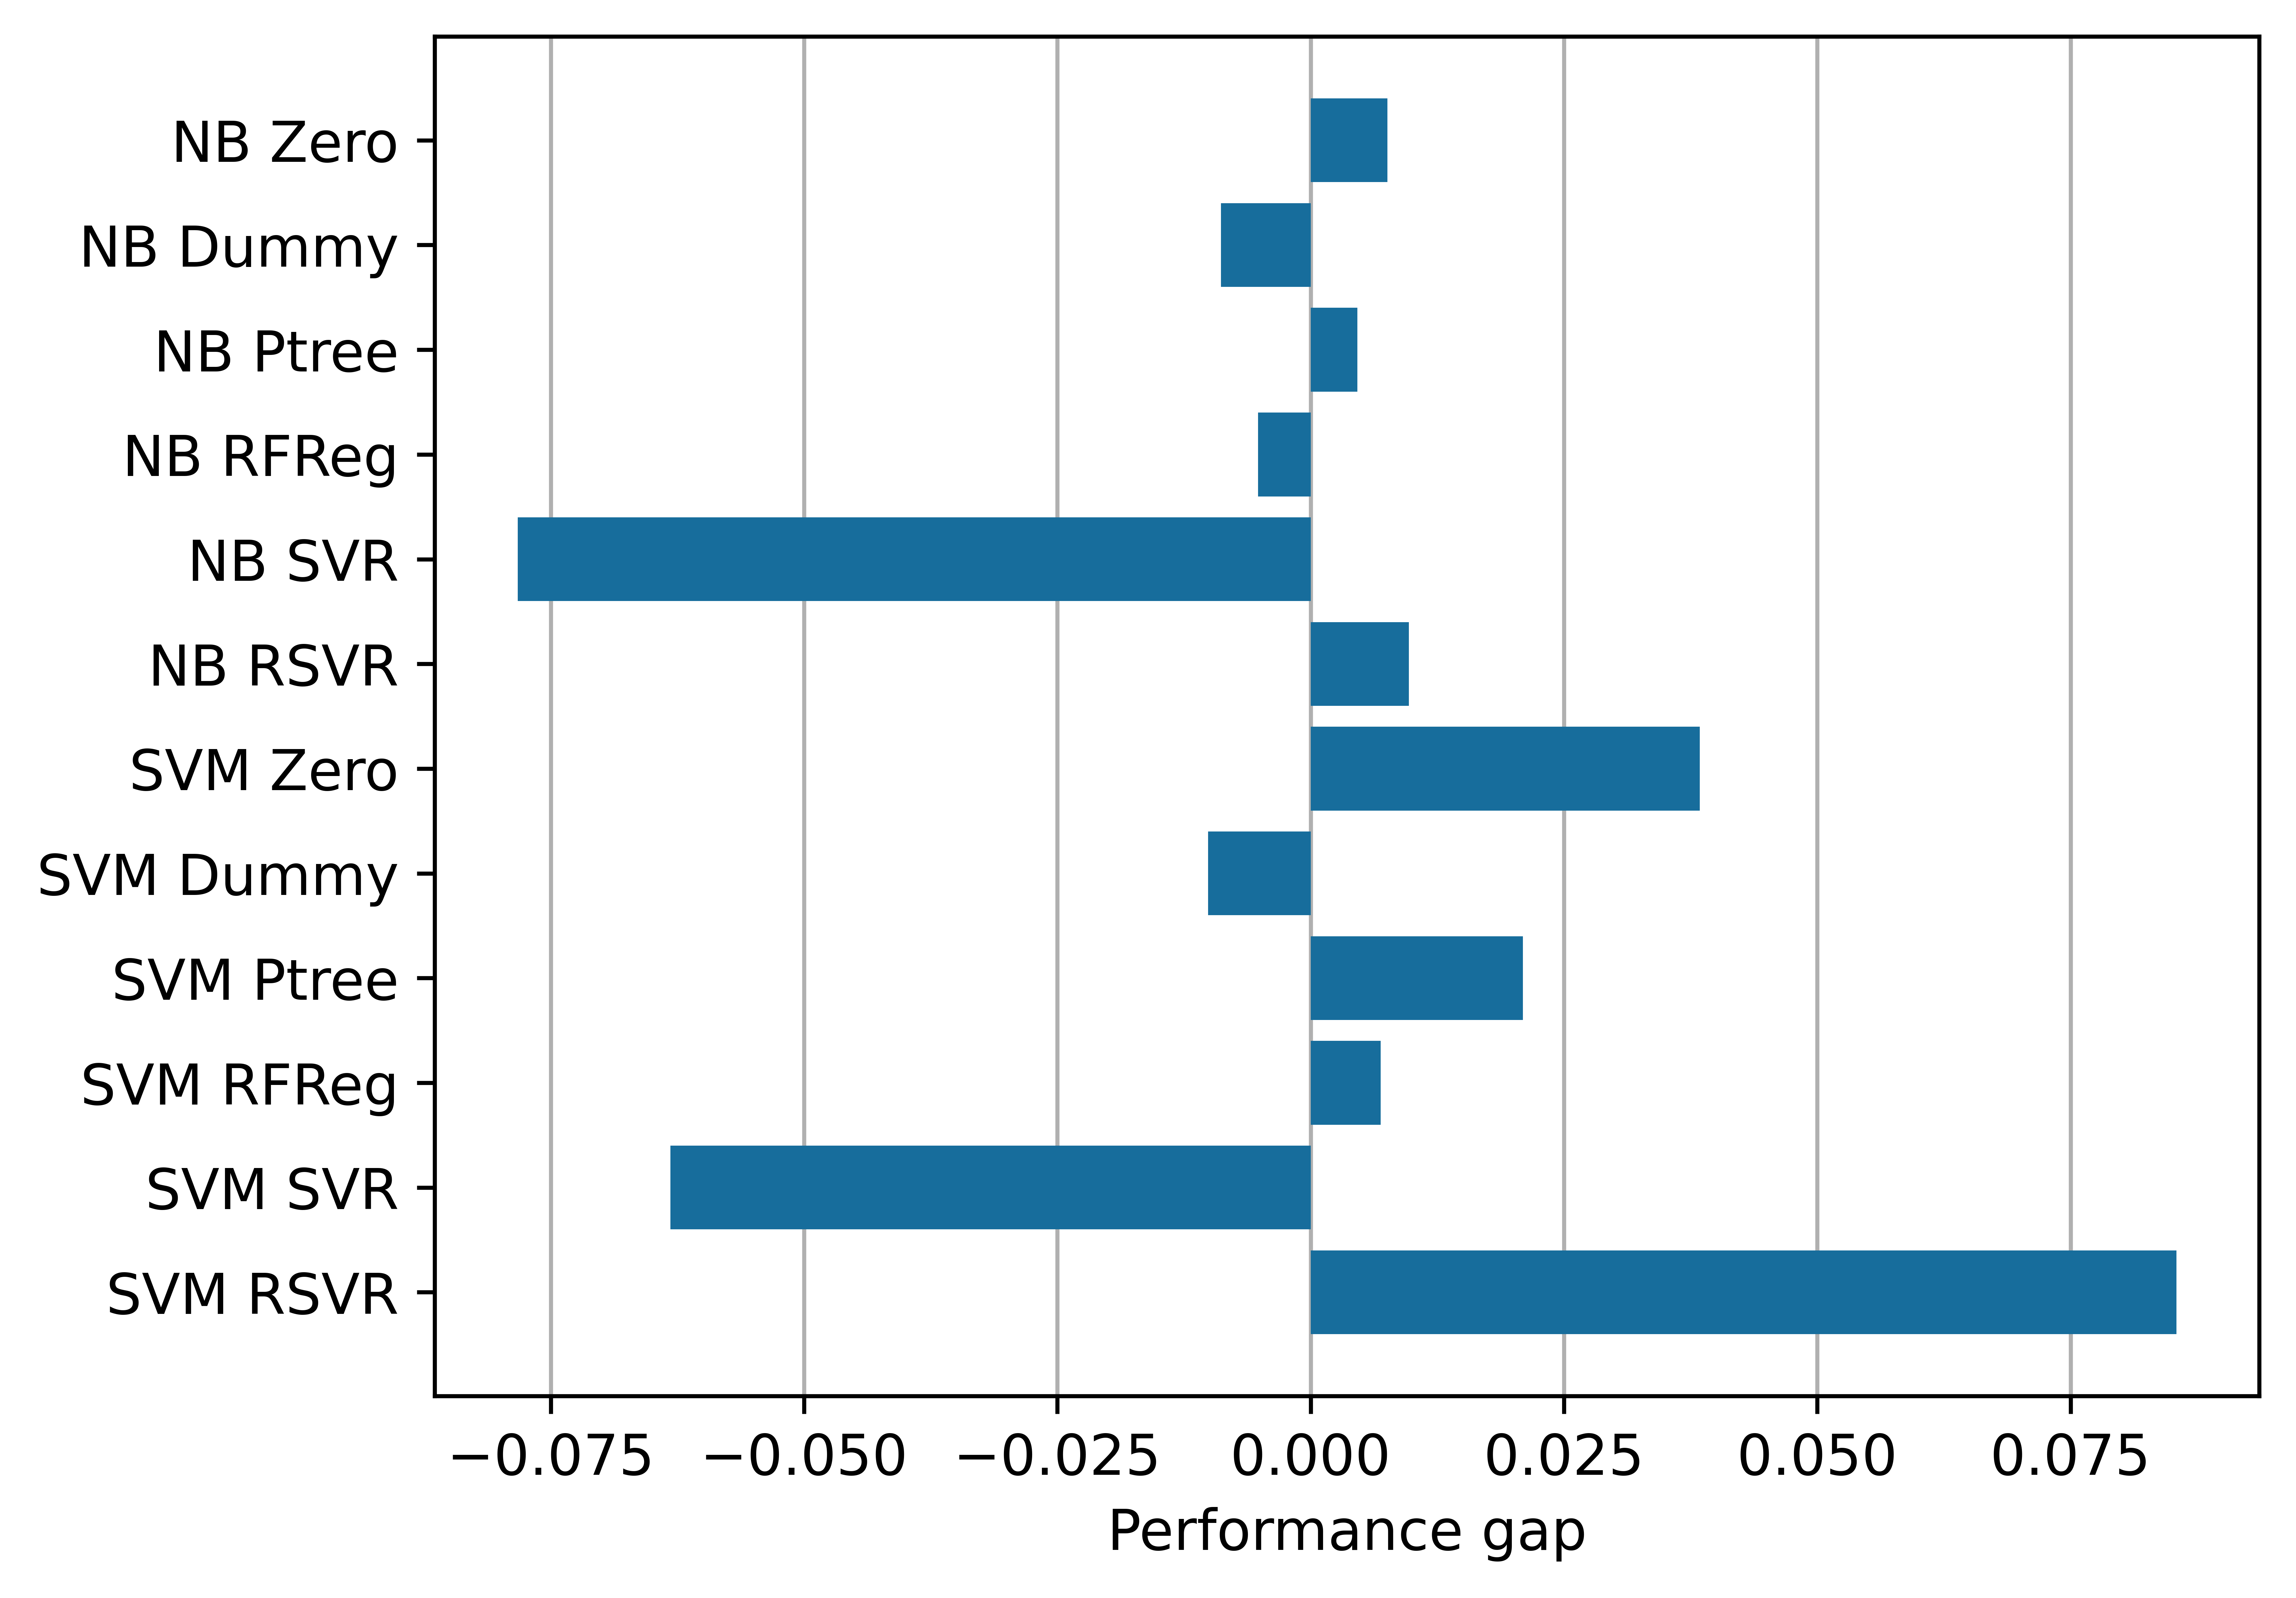 NB Zero
NB Dummy
NB Ptree
NB RFReg
NB SVR
NB RSVR
SVM Zero
SVM Dummy
SVM Ptree
SVM RFReg
SVM SVR
SVM RSVR
−0.075 −0.050 −0.025 0.000 0.025 0.050 0.075
Performance gap